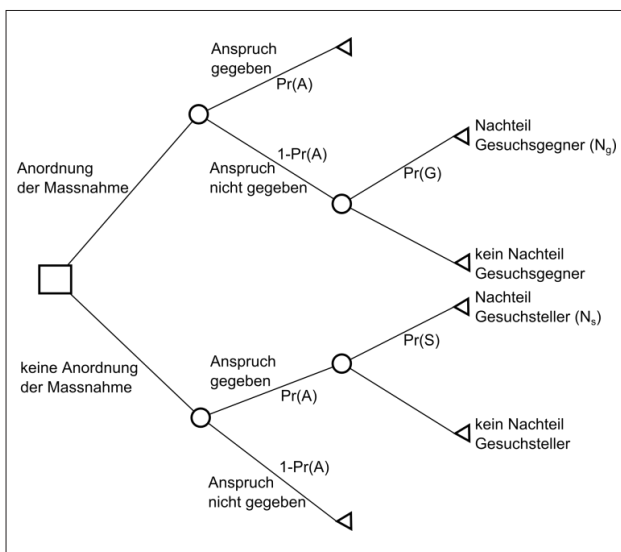 Anspruch
gegeben
Pr(A)
Anordnung
der Massnahme
1-Pr(A)
Anspruch
nicht gegeben
Nachteil
Gesuchsgegner (Ng)
Pr(G)
kein Nachteil
Gesuchsgegner
Nachteil
Gesuchsteller (Ns)
Pr(S)
keine Anordnung
der Massnahme
Anspruch
gegeben
Pr(A)
kein Nachteil
Gesuchsteller
1-Pr(A)
Anspruch
nicht gegeben